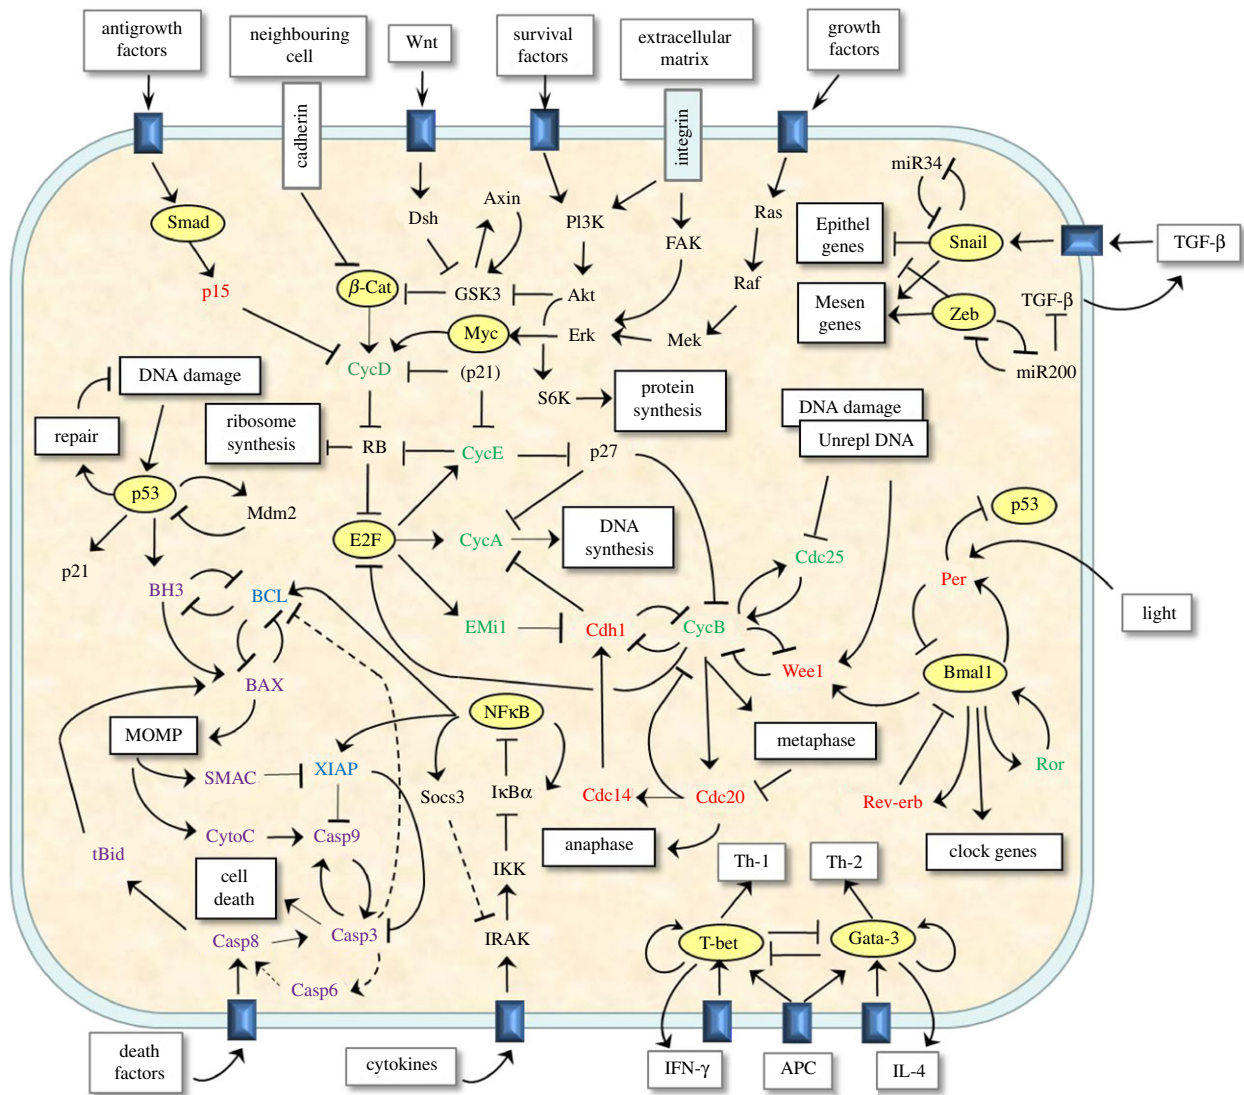 antigrowth
factors
neighbouring
cell
Wnt
survival
factors
extracellular
matrix
growth
factors
cadherin
integrin
miR34
Smad
Dsh
Axin
PI3K
FAK
Ras
Epithel
genes
Snail
TGF-β
p15
β-Cat
GSK3
Akt
Raf
Mesen
genes
Zeb
TGF-β
Myc
Erk
Mek
miR200
CycD
(p21)
DNA damage
S6K
protein
synthesis
DNA damage
Unrepl DNA
repair
ribosome
synthesis
RB
CycE
p27
p53
Mdm2
E2F
CycA
DNA
synthesis
p53
Cdc25
p21
BH3
BCL
Per
light
EMi1
Cdh1
CycB
Wee1
Bmal1
BAX
NFκB
MOMP
metaphase
Ror
SMAC
XIAP
Socs3
IκBα
Cdc14
Cdc20
Rev-erb
CytoC
Casp9
tBid
anaphase
clock genes
cell
death
IKK
Th-1
Th-2
Casp8
Casp3
IRAK
T-bet
Gata-3
Casp6
death
factors
cytokines
IFN-γ
APC
IL-4